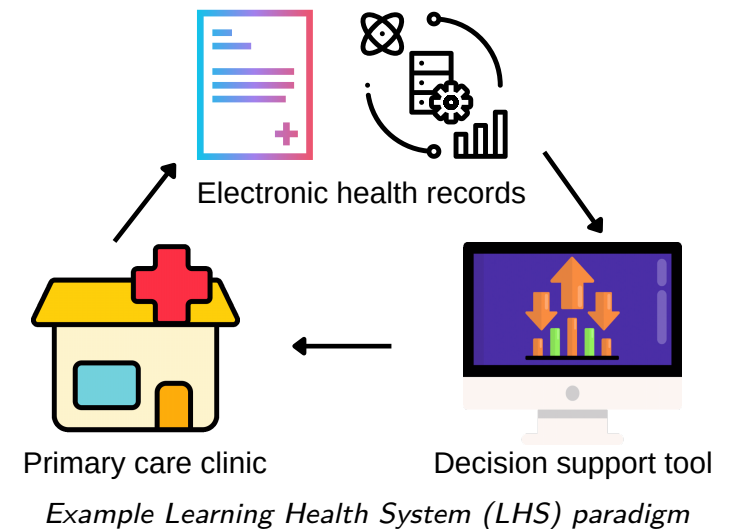 Electronic health records
Primary care clinic
Decision support tool
Example Learning Health System (LHS) paradigm